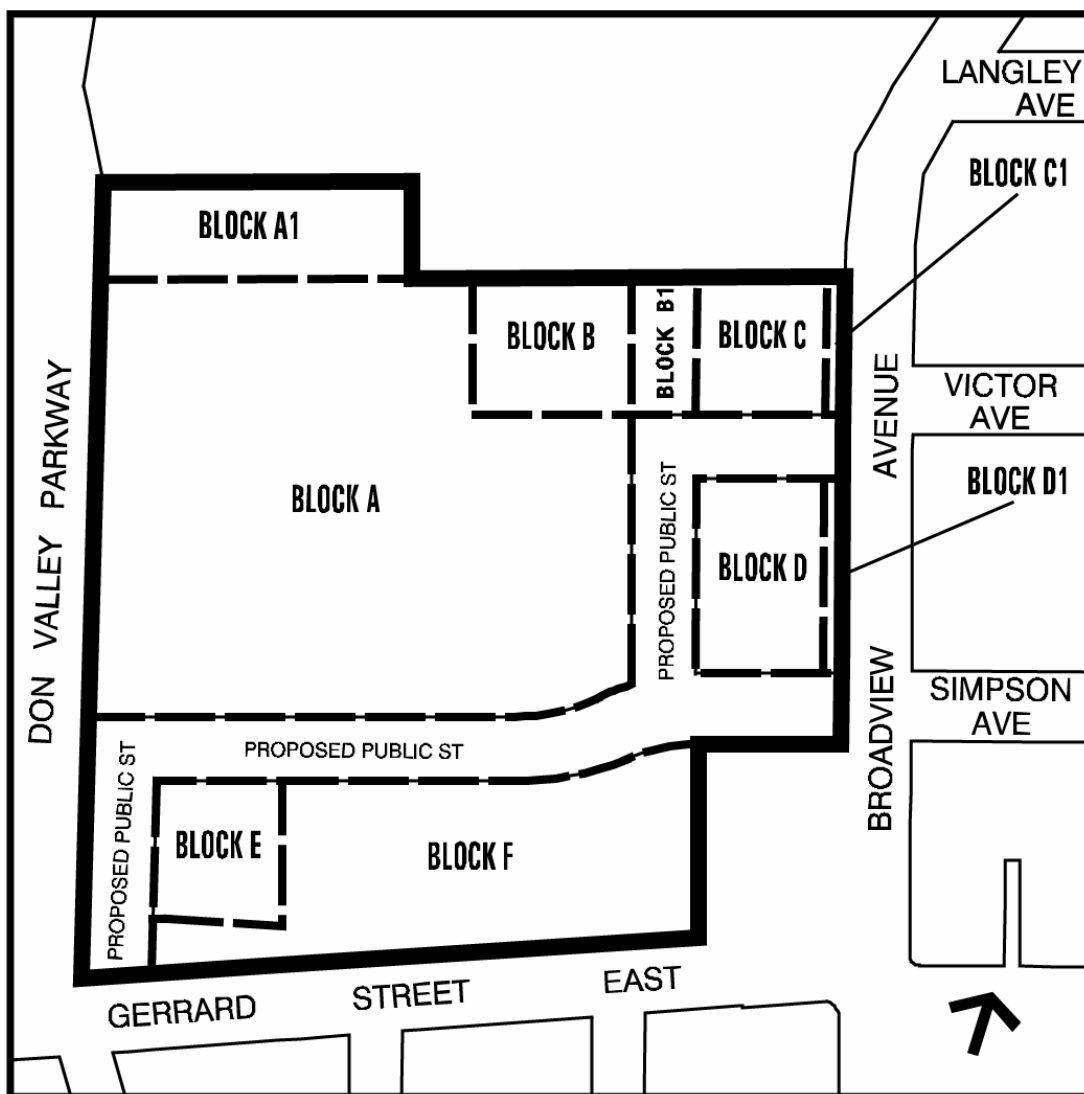 LANGLEY
AVE
BLOCK C1
BLOCK A1
BLOCK B
BLOCK B1
BLOCK C
VICTOR
AVE
AVENUE
BLOCK D1
BLOCK A
DON VALLEY PARKWAY
PROPOSED PUBLIC ST
BLOCK D
SIMPSON
AVE
BROADVIEW
PROPOSED PUBLIC ST
PROPOSED PUBLIC ST
BLOCK E
BLOCK F
GERRARD STREET EAST